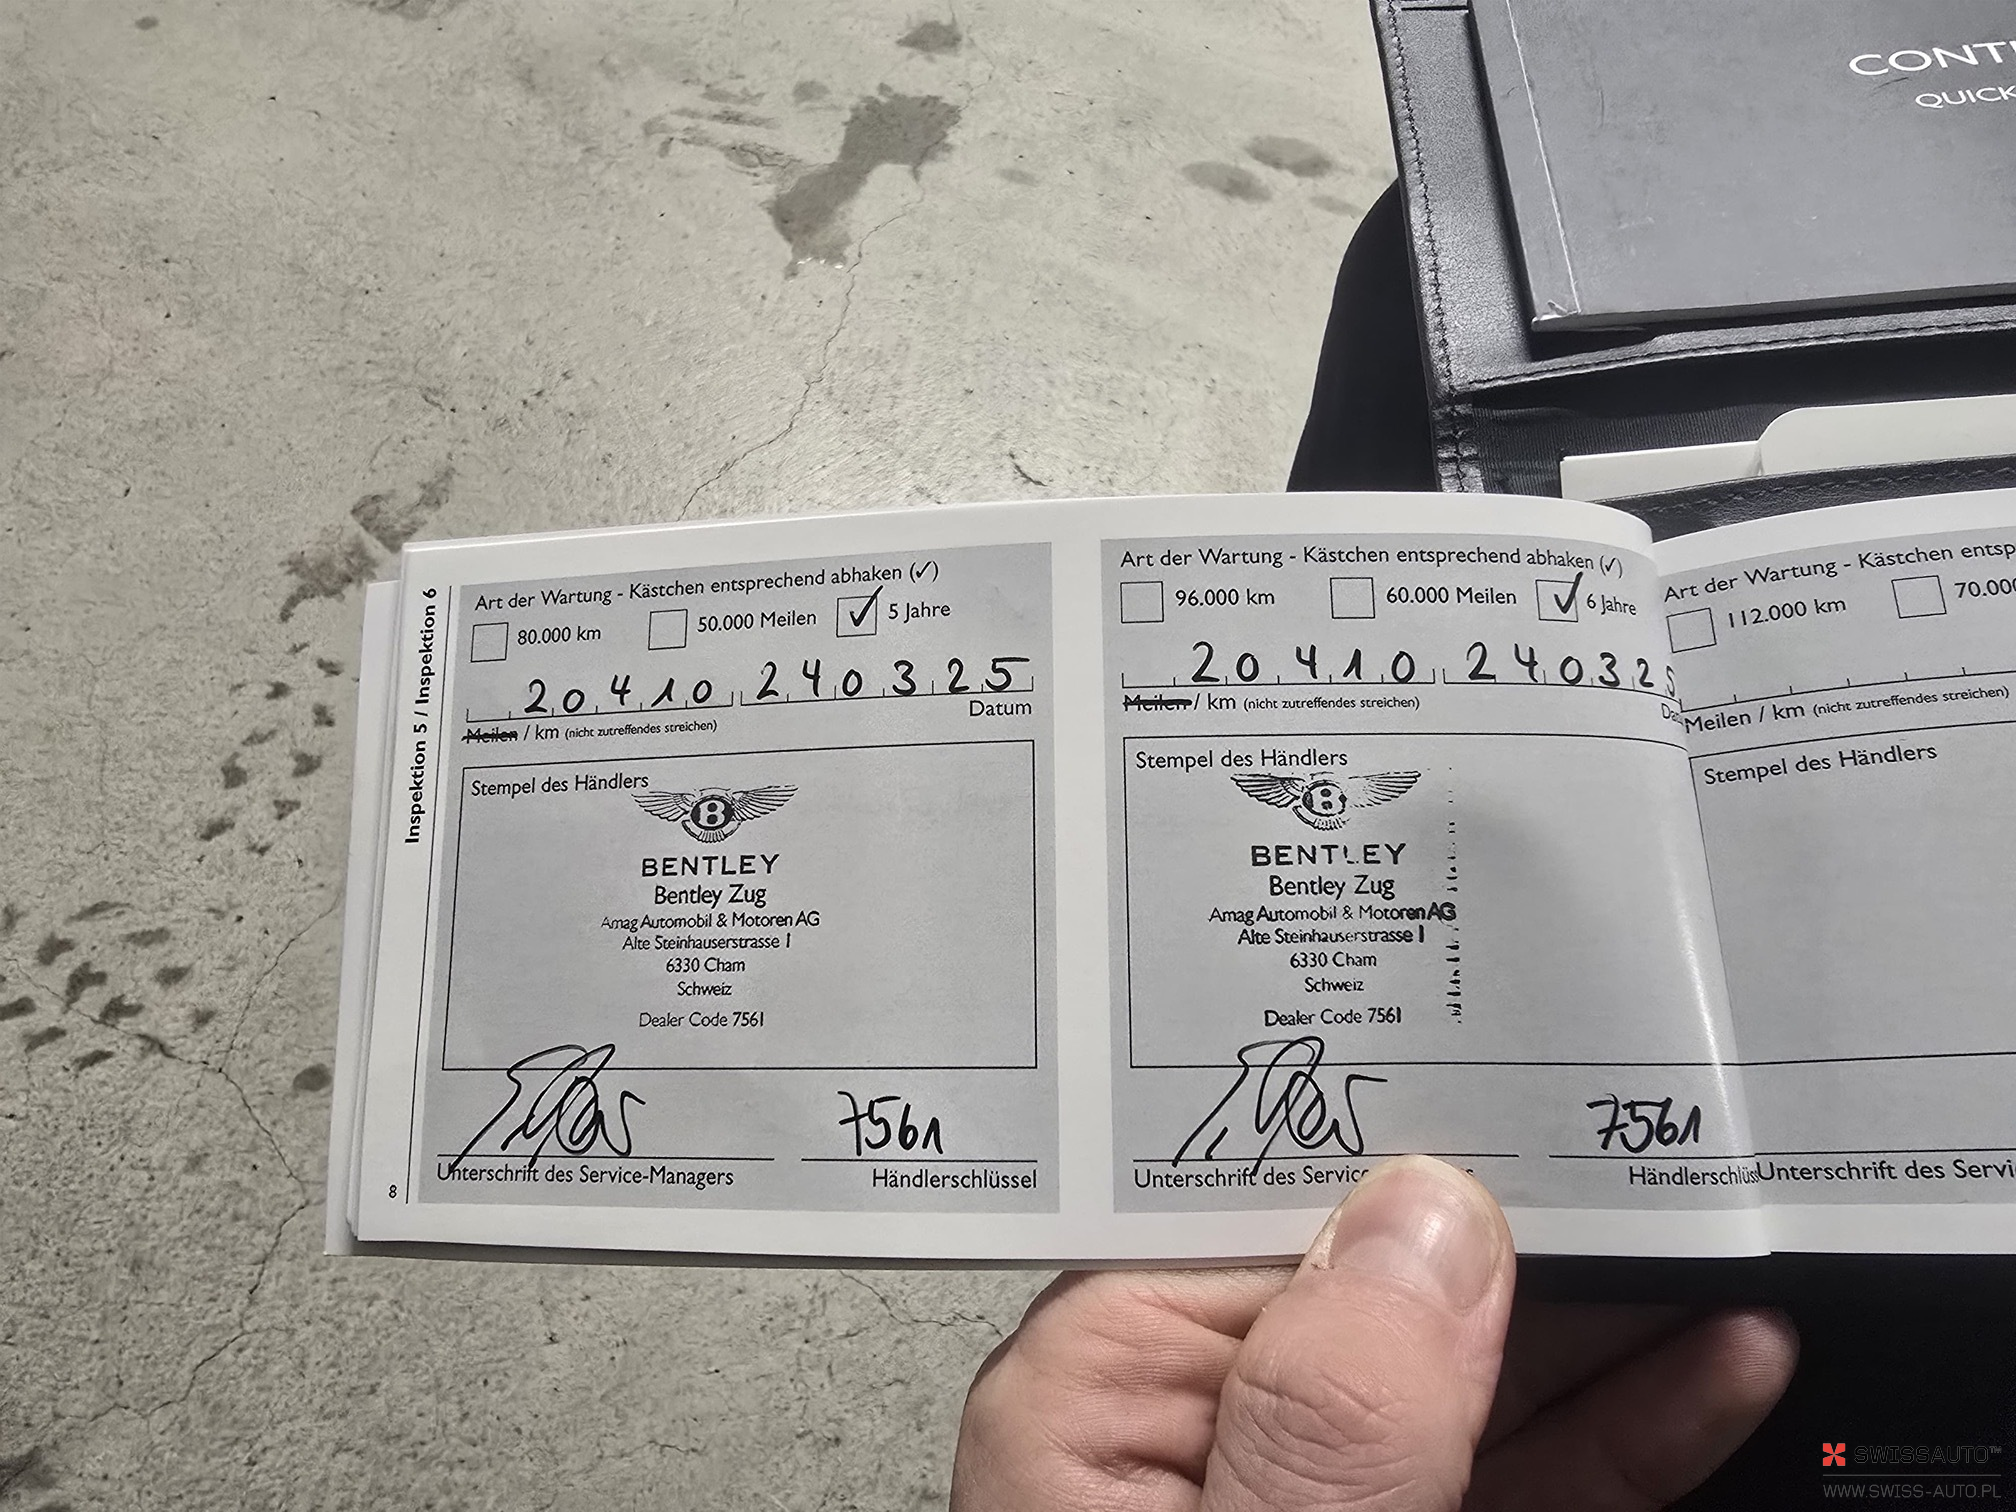 CONTI
QUICK
Inspektion 5 / Inspektion 6
Art der Wartung - Kästchen entsprechend abhaken (✓)
80.000 km 50.000 Meilen ✓ 5 Jahre
20410 240325
Meilen / km (nicht zutreffendes streichen) Datum
Stempel des Händlers
B
BENTLEY
Bentley Zug
Amag Automobil & Motoren AG
Alte Steinhauserstrasse 1
6330 Cham
Schweiz
Dealer Code 7561
7561
Unterschrift des Service-Managers Händlerschlüssel
8
Art der Wartung - Kästchen entsprechend abhaken (✓)
96.000 km 60.000 Meilen ✓ 6 Jahre
20410 240325
Meilen / km (nicht zutreffendes streichen) Da
Stempel des Händlers
B
BENTLEY
Bentley Zug
Amag Automobil & Motoren AG
Alte Steinhauserstrasse 1
6330 Cham
Schweiz
Dealer Code 7561
7561
Unterschrift des Servic Händlerschlüss
Art der Wartung - Kästchen entsp
112.000 km 70.00
Meilen / km (nicht zutreffendes streichen)
Stempel des Händlers
Unterschrift des Servi
SWISSAUTO™
WWW.SWISS-AUTO.PL